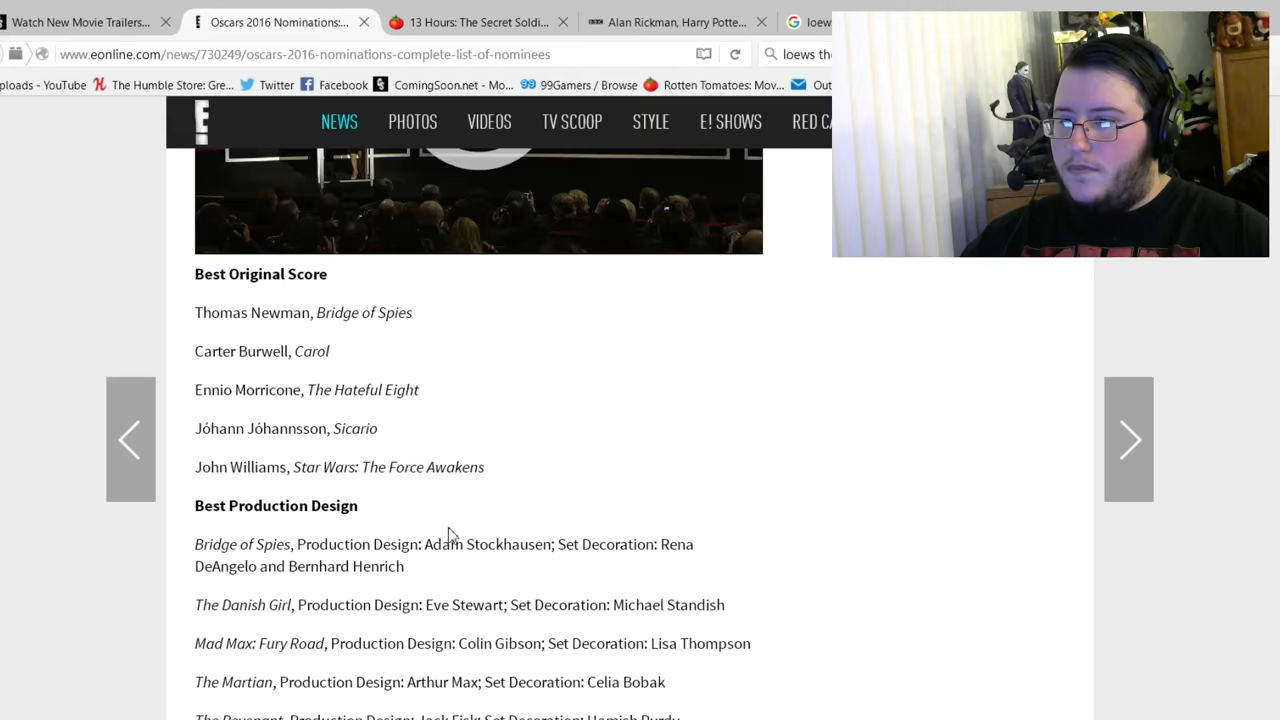 Watch New Movie Trailers...
Oscars 2016 Nominations:...
13 Hours: The Secret Soldi...
Alan Rickman, Harry Potte...
loew
www.eonline.com/news/730249/oscars-2016-nominations-complete-list-of-nominees
loews th
ploads - YouTube
The Humble Store: Gre...
Twitter
Facebook
ComingSoon.net - Mo...
99Gamers / Browse
Rotten Tomatoes: Mov...
Out
E!
NEWS PHOTOS VIDEOS TV SCOOP STYLE E! SHOWS RED CA
Best Original Score
Thomas Newman, Bridge of Spies
Carter Burwell, Carol
Ennio Morricone, The Hateful Eight
Jóhann Jóhannsson, Sicario
John Williams, Star Wars: The Force Awakens
Best Production Design
Bridge of Spies, Production Design: Adam Stockhausen; Set Decoration: Rena
DeAngelo and Bernhard Henrich
The Danish Girl, Production Design: Eve Stewart; Set Decoration: Michael Standish
Mad Max: Fury Road, Production Design: Colin Gibson; Set Decoration: Lisa Thompson
The Martian, Production Design: Arthur Max; Set Decoration: Celia Bobak
The Revenant, Production Design: Jack Fisk; Set Decoration: Hamish Purdy